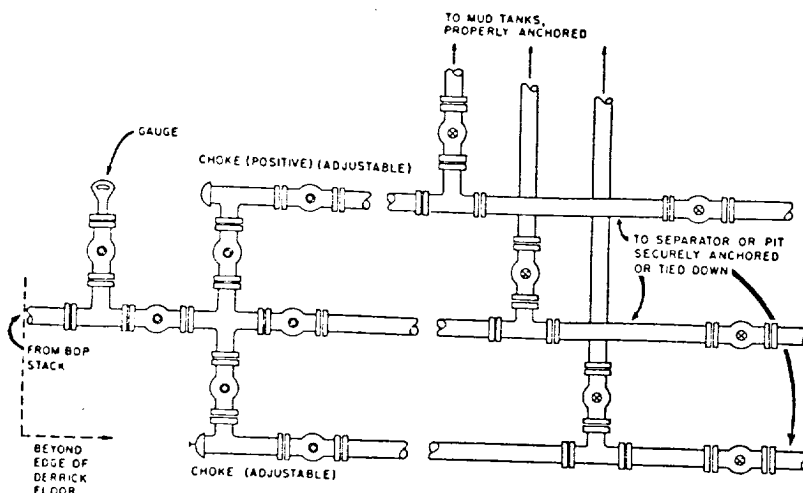 TO MUD TANKS,
PROPERLY ANCHORED
GAUGE
CHOKE (POSITIVE) (ADJUSTABLE)
TO SEPARATOR OR PIT
SECURELY ANCHORED
OR TIED DOWN
FROM BOP
STACK
BEYOND
EDGE OF
DERRICK
FLOOR
CHOKE (ADJUSTABLE)